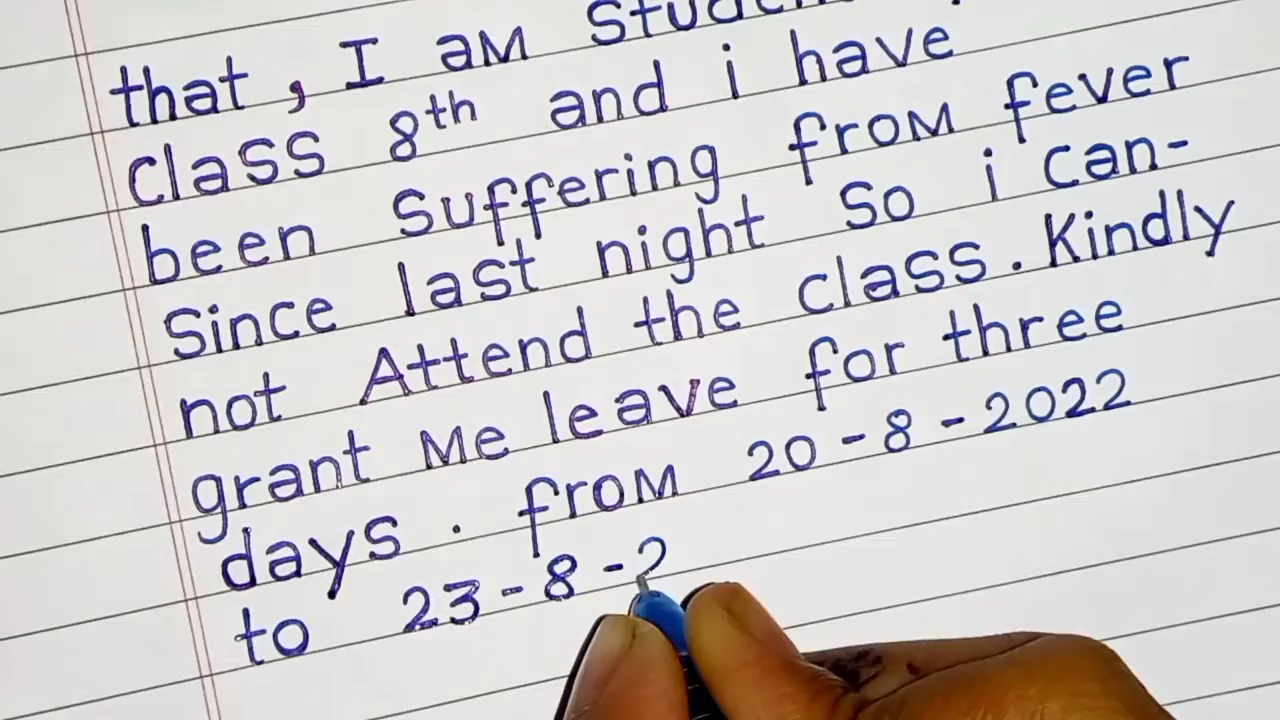 that, I am
class 8th and i have
been suffering from fever
Since last night so i can-
not Attend the class. Kindly
grant Me leave for three
days. from 20-8-2022
to 23-8-2